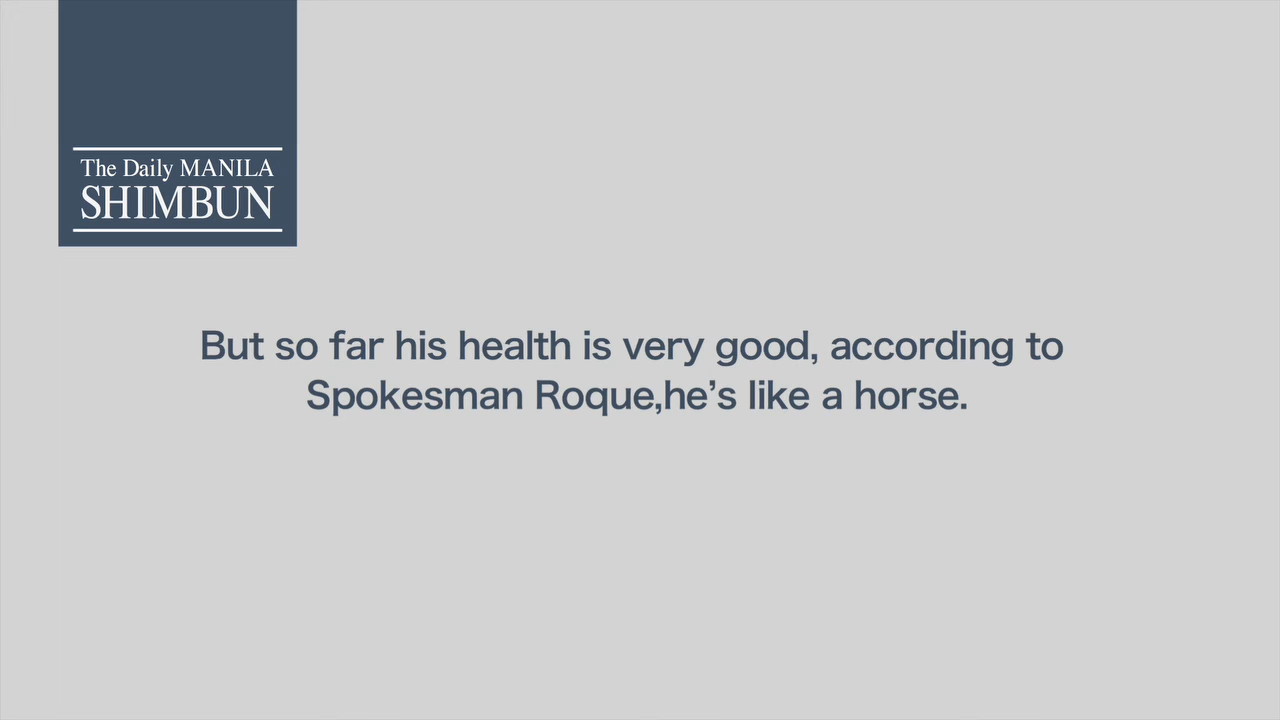 The Daily MANILA
SHIMBUN
But so far his health is very good, according to
Spokesman Roque,he’s like a horse.